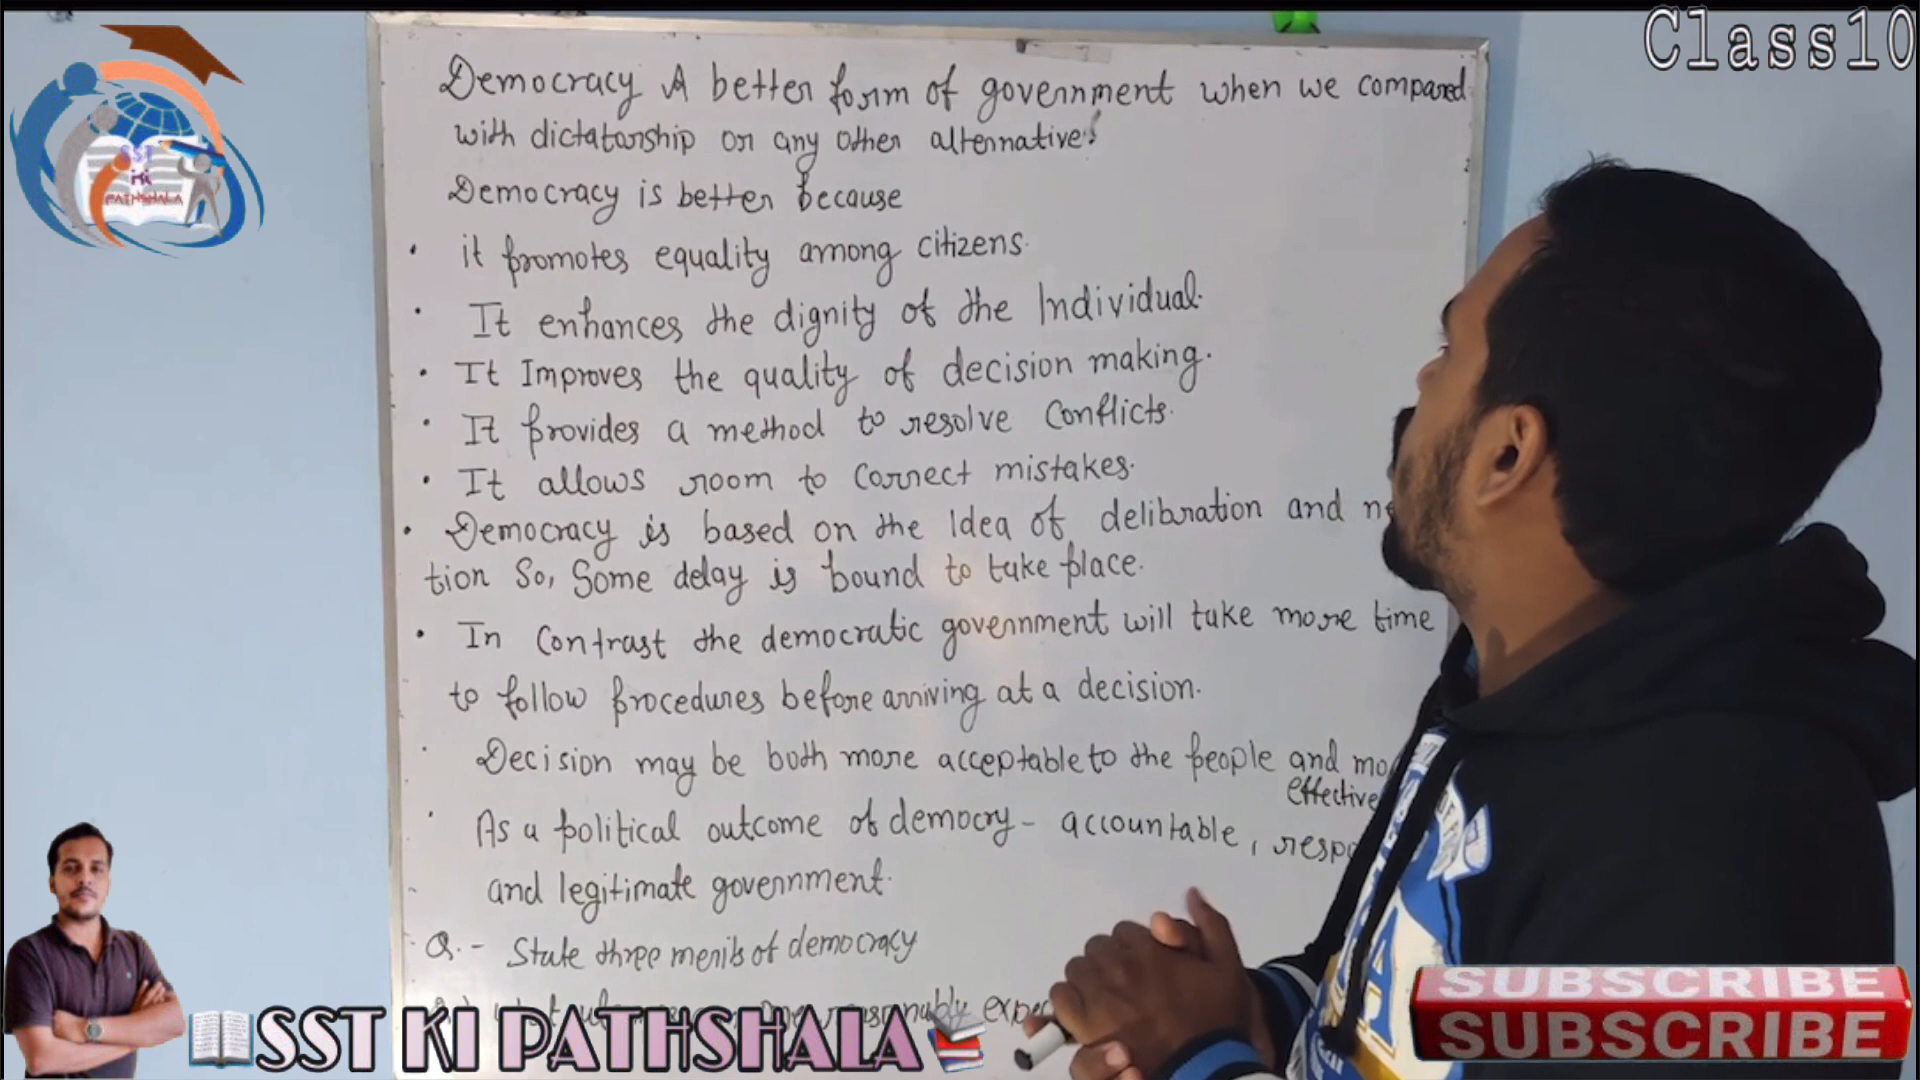 Class10
SST
Ki
PATHSHALA
Democracy A better form of government when we compared
with dictatorship or any other alternative!
Democracy is better because
• it promotes equality among citizens.
• It enhances the dignity of the Individual.
• It Improves the quality of decision making.
• It provides a method to resolve Conflicts.
• It allows room to Correct mistakes.
• Democracy is based on the Idea of delibration and
tion So, Some delay is bound to take place.
• In Contrast the democratic government will take more time
to follow procedures before arriving at a decision.
• Decision may be both more acceptable to the people and
effective
• As a political outcome of democry - accountable,
and legitimate government.
Q. - State three merits of democracy
reasonably
SST KI PATHSHALA
SUBSCRIBE
SUBSCRIBE